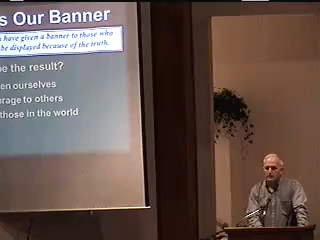 s Our Banner
have given a banner to those who
be displayed because of the truth.
be the result?
en ourselves
urage to others
those in the world